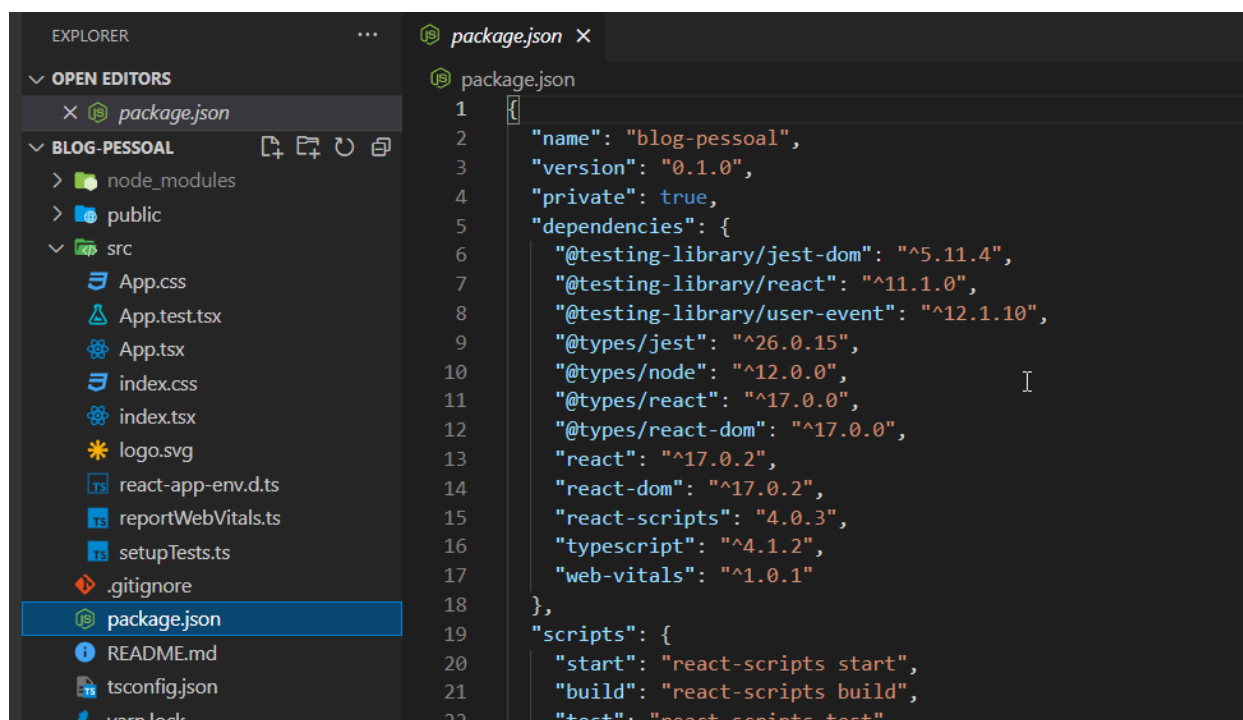 EXPLORER
OPEN EDITORS
package.json
BLOG-PESSOAL
node_modules
public
src
App.css
App.test.tsx
App.tsx
index.css
index.tsx
logo.svg
react-app-env.d.ts
reportWebVitals.ts
setupTests.ts
.gitignore
package.json
README.md
tsconfig.json
yarn.lock
package.json
package.json
1 {
2 "name": "blog-pessoal",
3 "version": "0.1.0",
4 "private": true,
5 "dependencies": {
6 "@testing-library/jest-dom": "^5.11.4",
7 "@testing-library/react": "^11.1.0",
8 "@testing-library/user-event": "^12.1.10",
9 "@types/jest": "^26.0.15",
10 "@types/node": "^12.0.0",
11 "@types/react": "^17.0.0",
12 "@types/react-dom": "^17.0.0",
13 "react": "^17.0.2",
14 "react-dom": "^17.0.2",
15 "react-scripts": "4.0.3",
16 "typescript": "^4.1.2",
17 "web-vitals": "^1.0.1"
18 },
19 "scripts": {
20 "start": "react-scripts start",
21 "build": "react-scripts build",
22 "test": "react-scripts test"